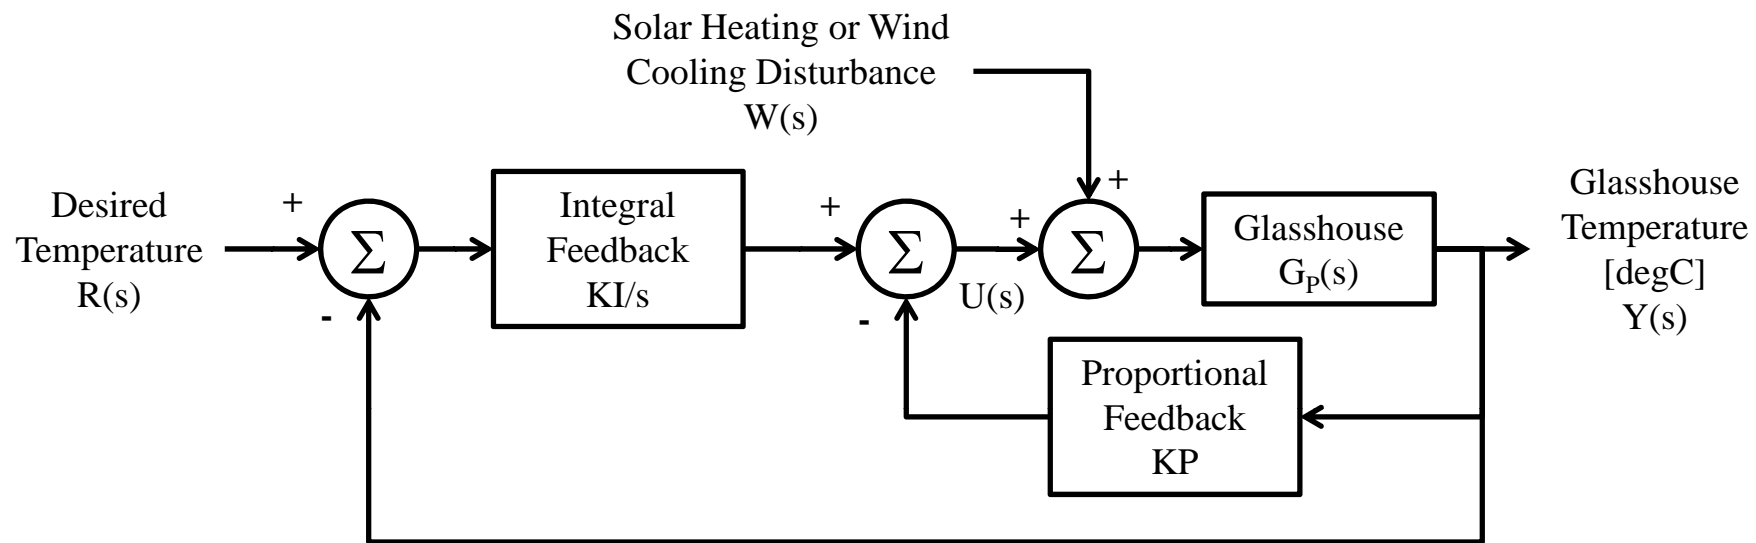 Solar Heating or Wind
Cooling Disturbance
W(s)
Desired
Temperature
R(s)
+
-
Σ
Integral
Feedback
KI/s
+
-
Σ
U(s)
+
+
Σ
Glasshouse
G_P(s)
Glasshouse
Temperature
[degC]
Y(s)
Proportional
Feedback
KP